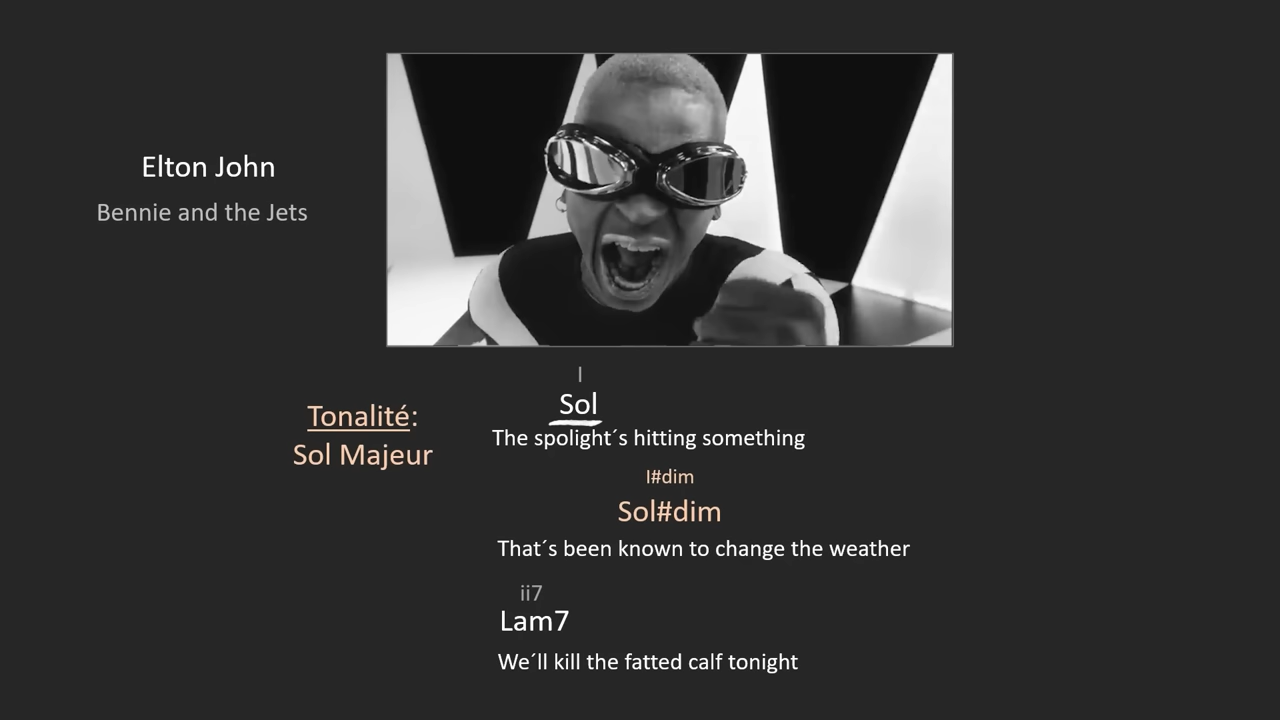 Elton John
Bennie and the Jets
Tonalité:
Sol Majeur
I
Sol
The spolight´s hitting something
I#dim
Sol#dim
That´s been known to change the weather
ii7
Lam7
We´ll kill the fatted calf tonight